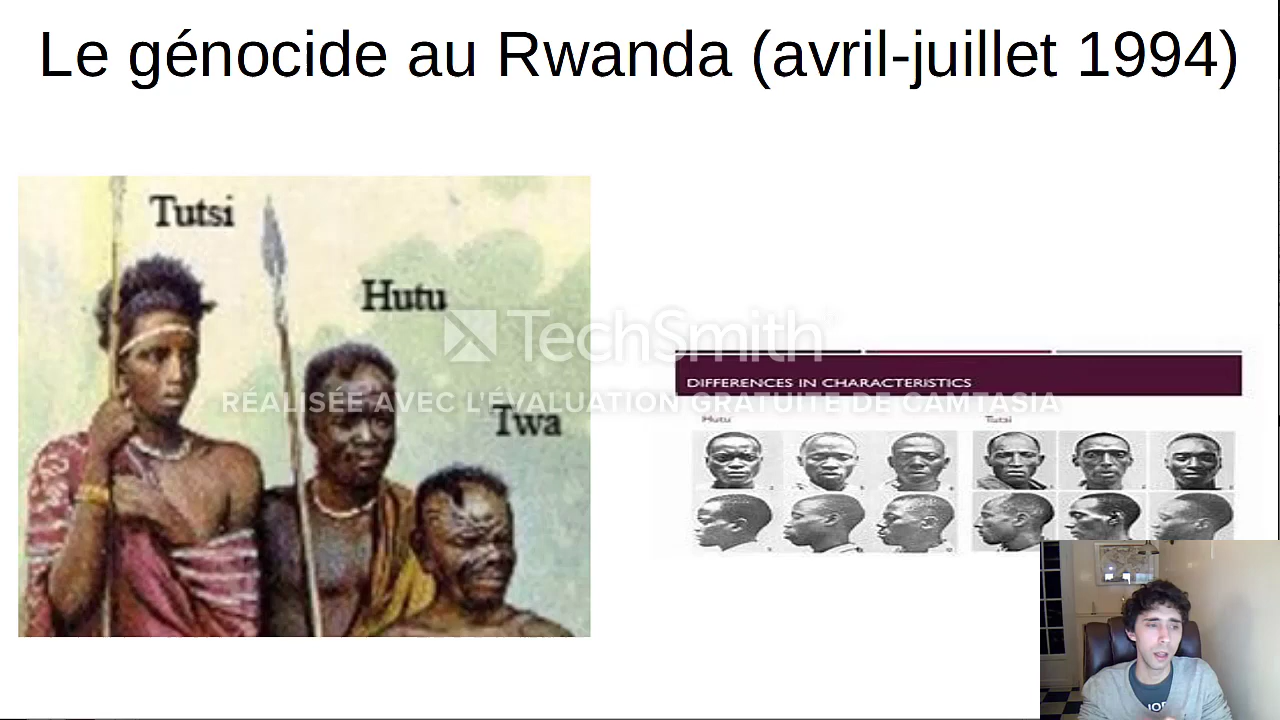 Le génocide au Rwanda (avril-juillet 1994)
Tutsi
Hutu
Twa
TechSmith
RÉALISÉE AVEC L'ÉVALUATION GRATUITE DE CAMTASIA
DIFFERENCES IN CHARACTERISTICS
Hutu
Tutsi